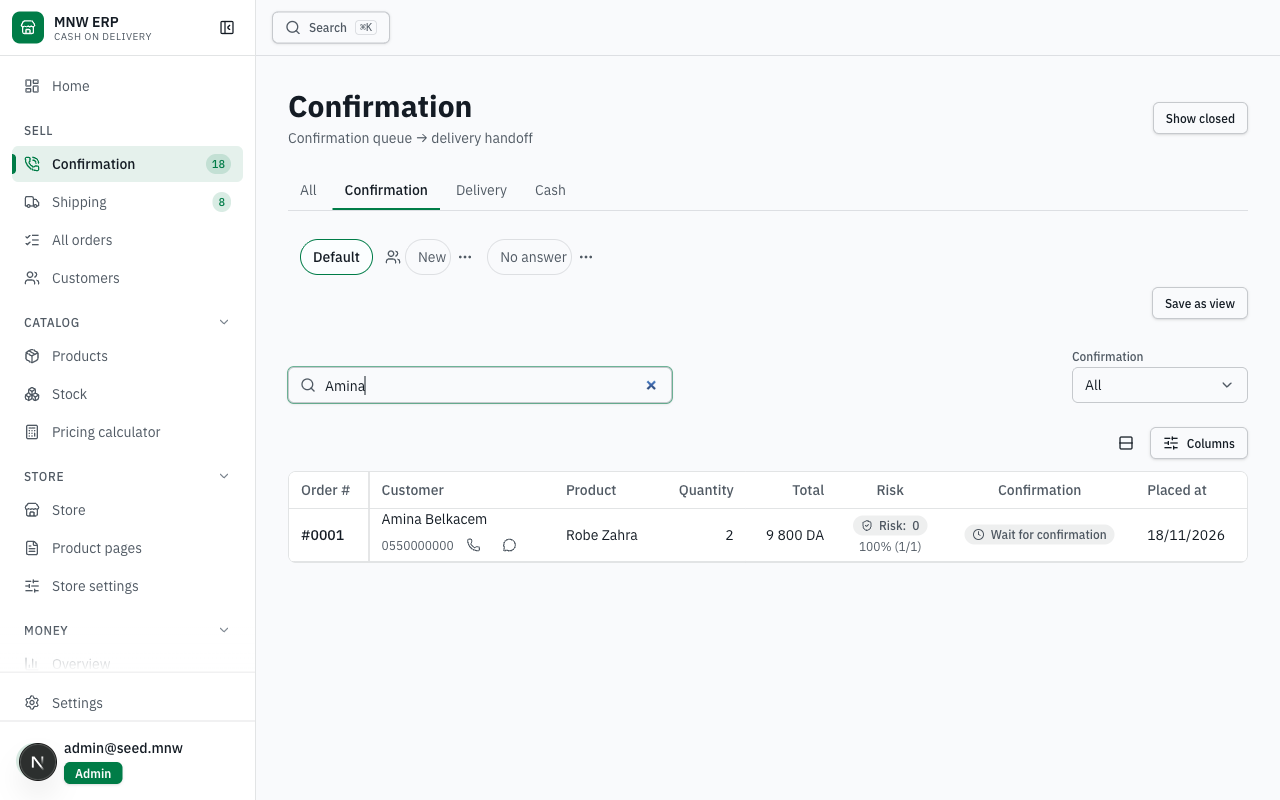 MNW ERP
CASH ON DELIVERY
Search ⌘K
Home
SELL
Confirmation 18
Shipping 8
All orders
Customers
CATALOG
Products
Stock
Pricing calculator
STORE
Store
Product pages
Store settings
MONEY
Overview
Settings
N
admin@seed.mnw
Admin
Confirmation
Confirmation queue → delivery handoff
Show closed
All Confirmation Delivery Cash
Default New ••• No answer •••
Save as view
Confirmation
Amina
All
Columns
Order # Customer Product Quantity Total Risk Confirmation Placed at
#0001 Amina Belkacem 0550000000 Robe Zahra 2 9 800 DA Risk: 0 100% (1/1) Wait for confirmation 18/11/2026